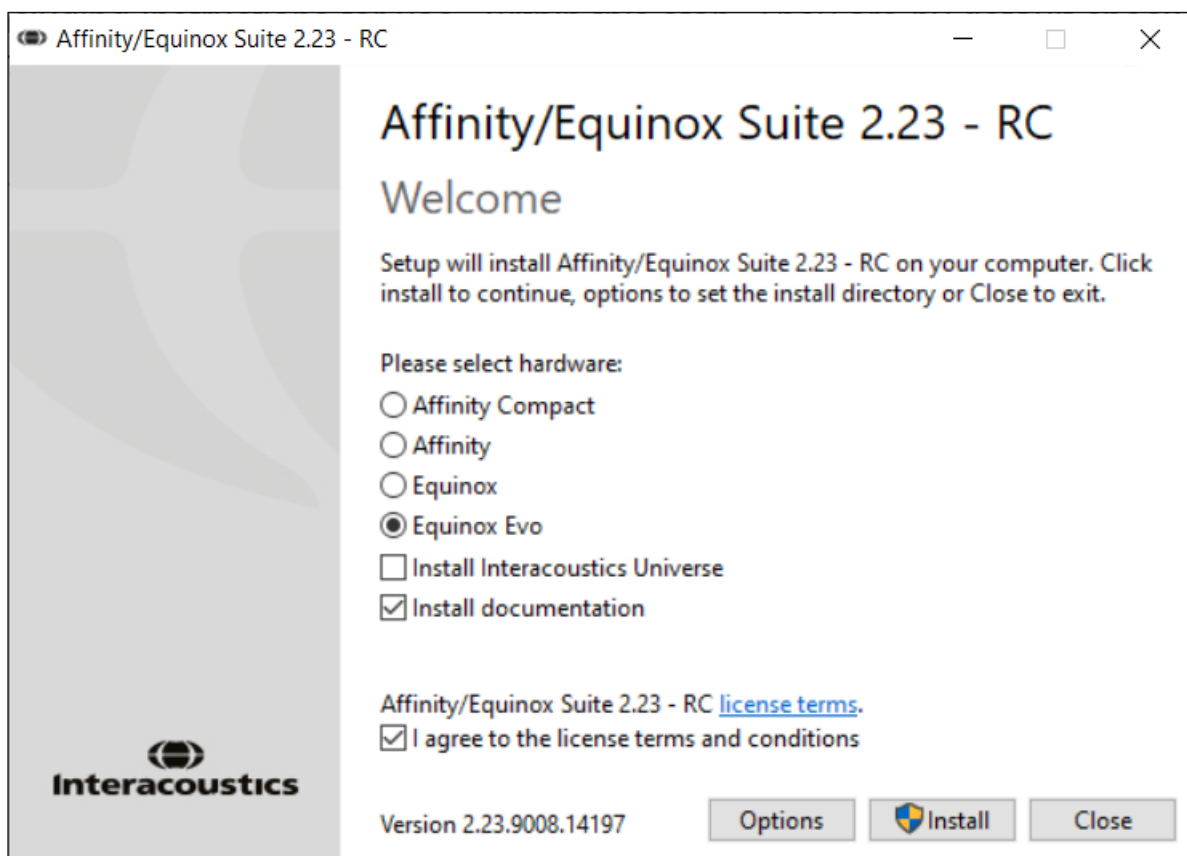 Affinity/Equinox Suite 2.23 - RC
Affinity/Equinox Suite 2.23 - RC
Welcome
Setup will install Affinity/Equinox Suite 2.23 - RC on your computer. Click
install to continue, options to set the install directory or Close to exit.
Please select hardware:
Affinity Compact
Affinity
Equinox
Equinox Evo
Install Interacoustics Universe
Install documentation
Affinity/Equinox Suite 2.23 - RC license terms.
I agree to the license terms and conditions
Interacoustics
Version 2.23.9008.14197
Options
Install
Close